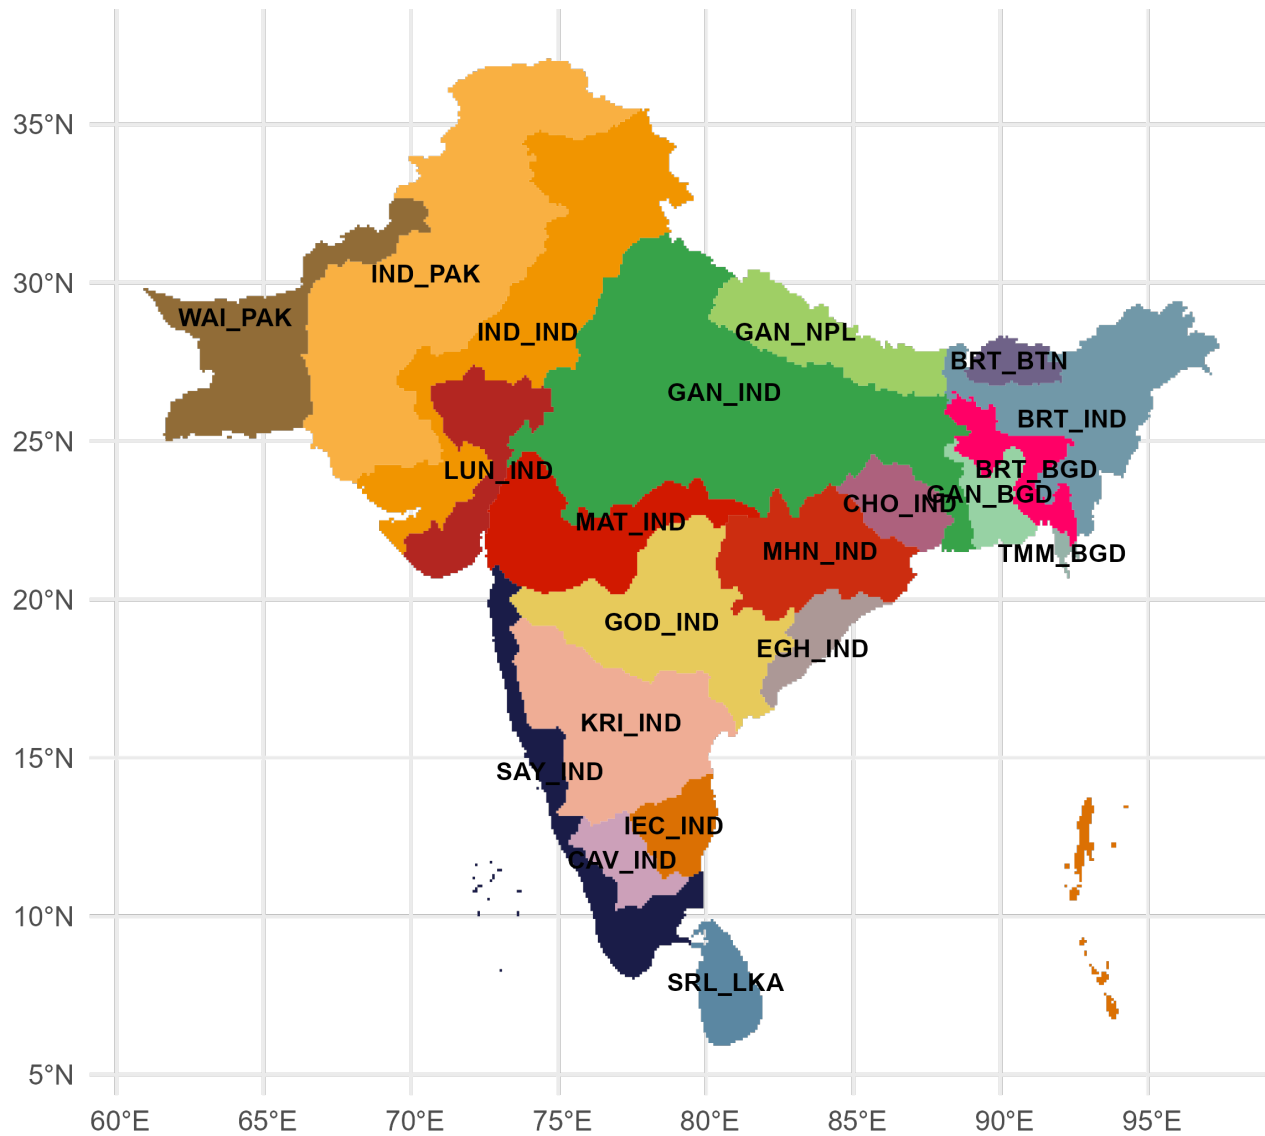 35°N
30°N
25°N
20°N
15°N
10°N
5°N
IND_PAK
WAI_PAK
IND_IND
GAN_NPL
BRT_BTN
GAN_IND
BRT_IND
LUN_IND
BRT_BGD
GAN_BGD
CHO_IND
MAT_IND
MHN_IND
TMM_BGD
GOD_IND
EGH_IND
KRI_IND
SAY_IND
IEC_IND
CAV_IND
SRL_LKA
60°E 65°E 70°E 75°E 80°E 85°E 90°E 95°E